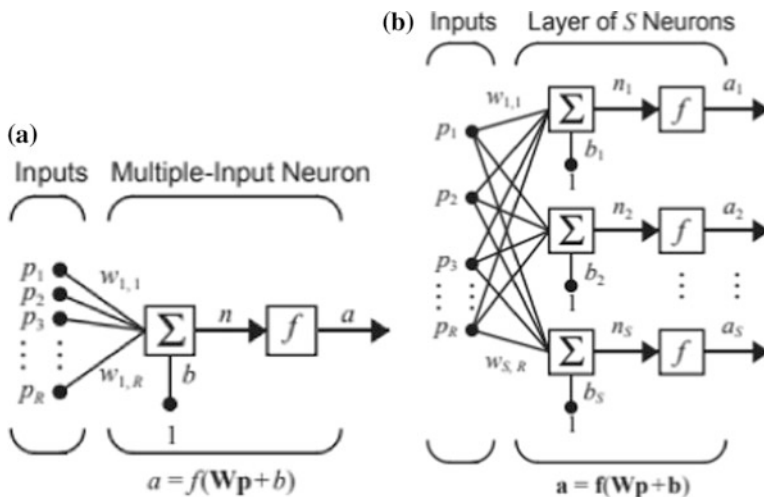 (a)
Inputs Multiple-Input Neuron
p1
p2
p3
pR
w1,1
w1,R
Σ n f a
b
1
a = f(Wp+b)
(b)
Inputs Layer of S Neurons
p1
p2
p3
pR
w1,1
wS,R
Σ n1 f a1
b1
1
Σ n2 f a2
b2
1
Σ nS f aS
bS
1
a = f(Wp+b)